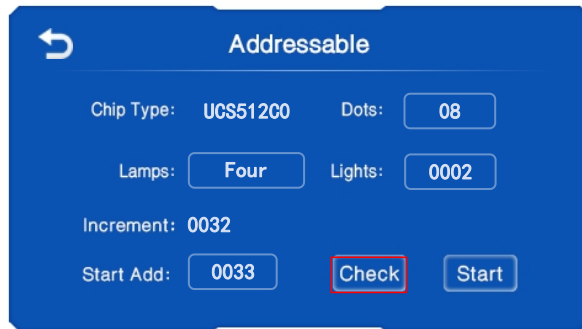 Addressable
Chip Type: UCS512C0 Dots: 08
Lamps: Four Lights: 0002
Increment: 0032
Start Add: 0033 Check Start